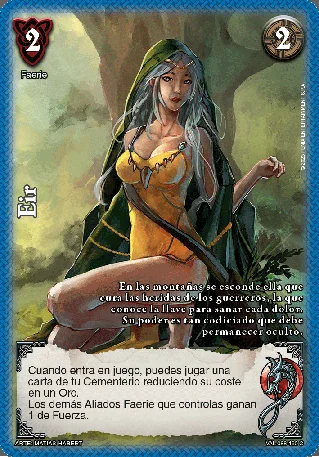 2
2
Faerie
Eir
En las montañas se esconde ella que
cura las heridas de los guerreros, la que
conoce la llave para sanar cada dolor.
Su poder es tan codiciado que debe
permanecer oculto.
Cuando entra en juego, puedes jugar una
carta de tu Cementerio reduciendo su coste
en un Oro.
Los demás Aliados Faerie que controlas ganan
1 de Fuerza.
ARTE: MATIAS HABERT